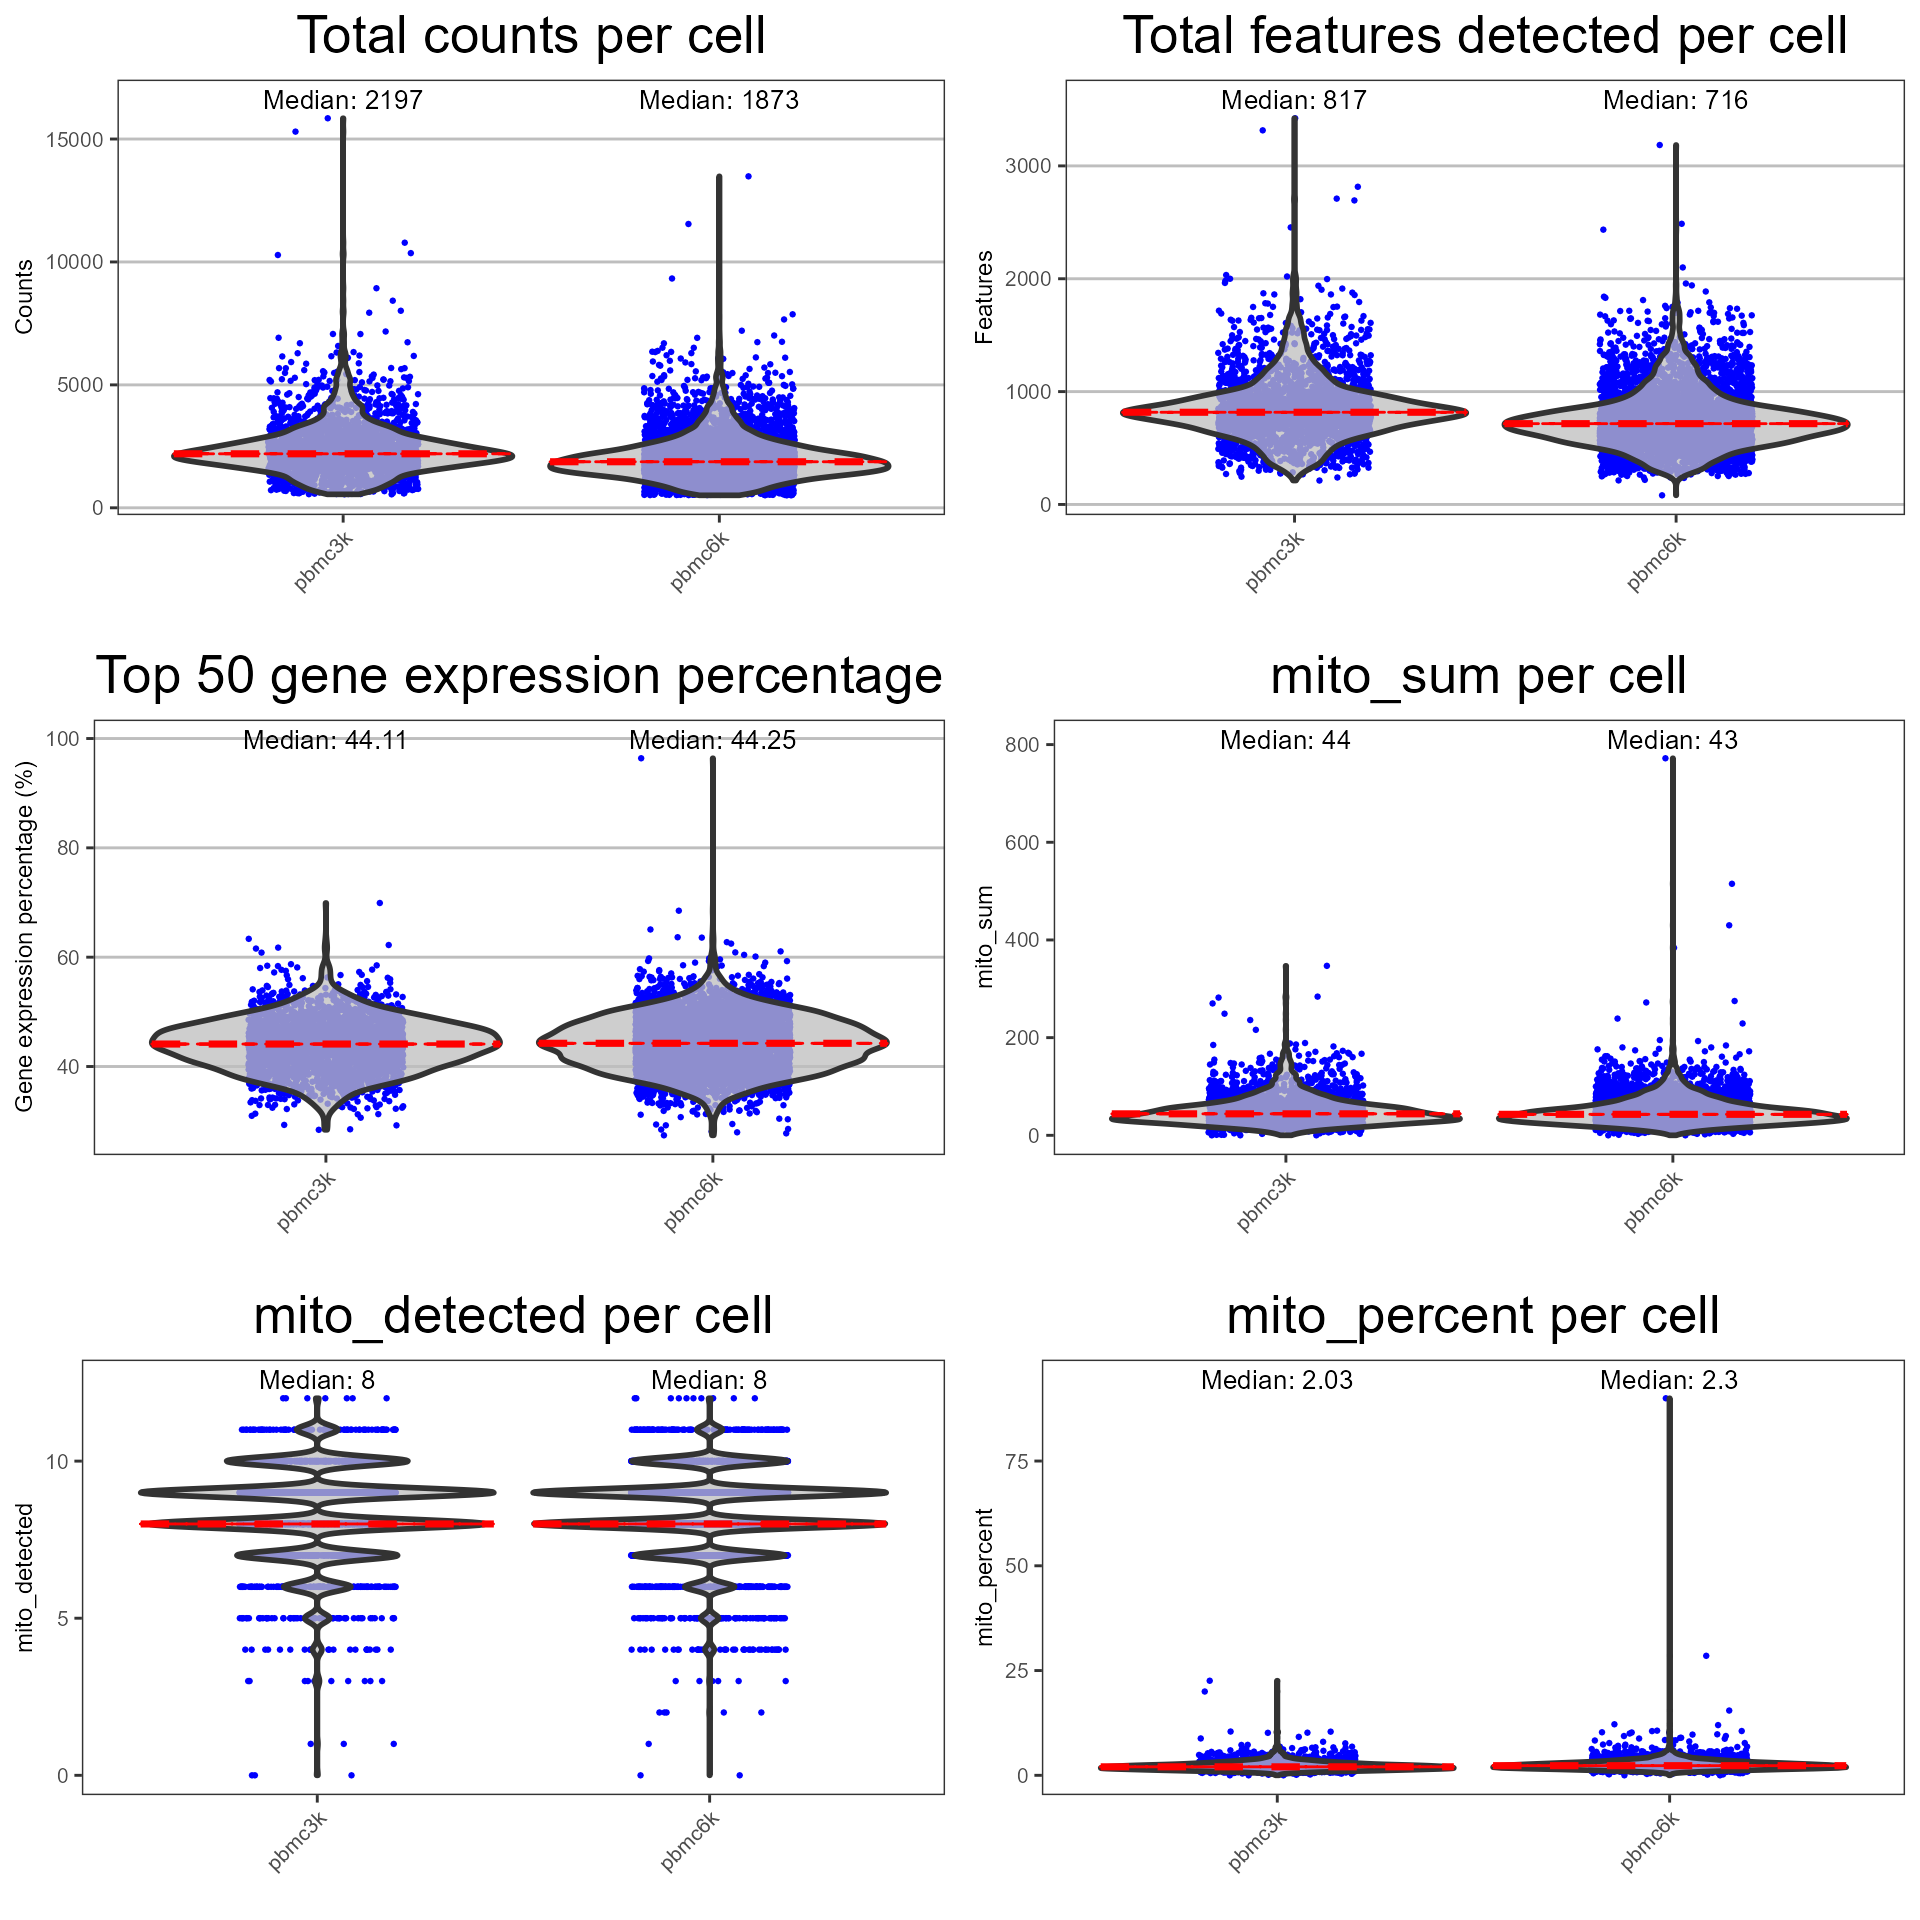 Total counts per cell
Median: 2197
Median: 1873
15000
10000
5000
0
Counts
pbmc3k
pbmc6k
Total features detected per cell
Median: 817
Median: 716
3000
2000
1000
0
Features
pbmc3k
pbmc6k
Top 50 gene expression percentage
Median: 44.11
Median: 44.25
100
80
60
40
Gene expression percentage (%)
pbmc3k
pbmc6k
mito_sum per cell
Median: 44
Median: 43
800
600
400
200
0
mito_sum
pbmc3k
pbmc6k
mito_detected per cell
Median: 8
Median: 8
10
5
0
mito_detected
pbmc3k
pbmc6k
mito_percent per cell
Median: 2.03
Median: 2.3
75
50
25
0
mito_percent
pbmc3k
pbmc6k